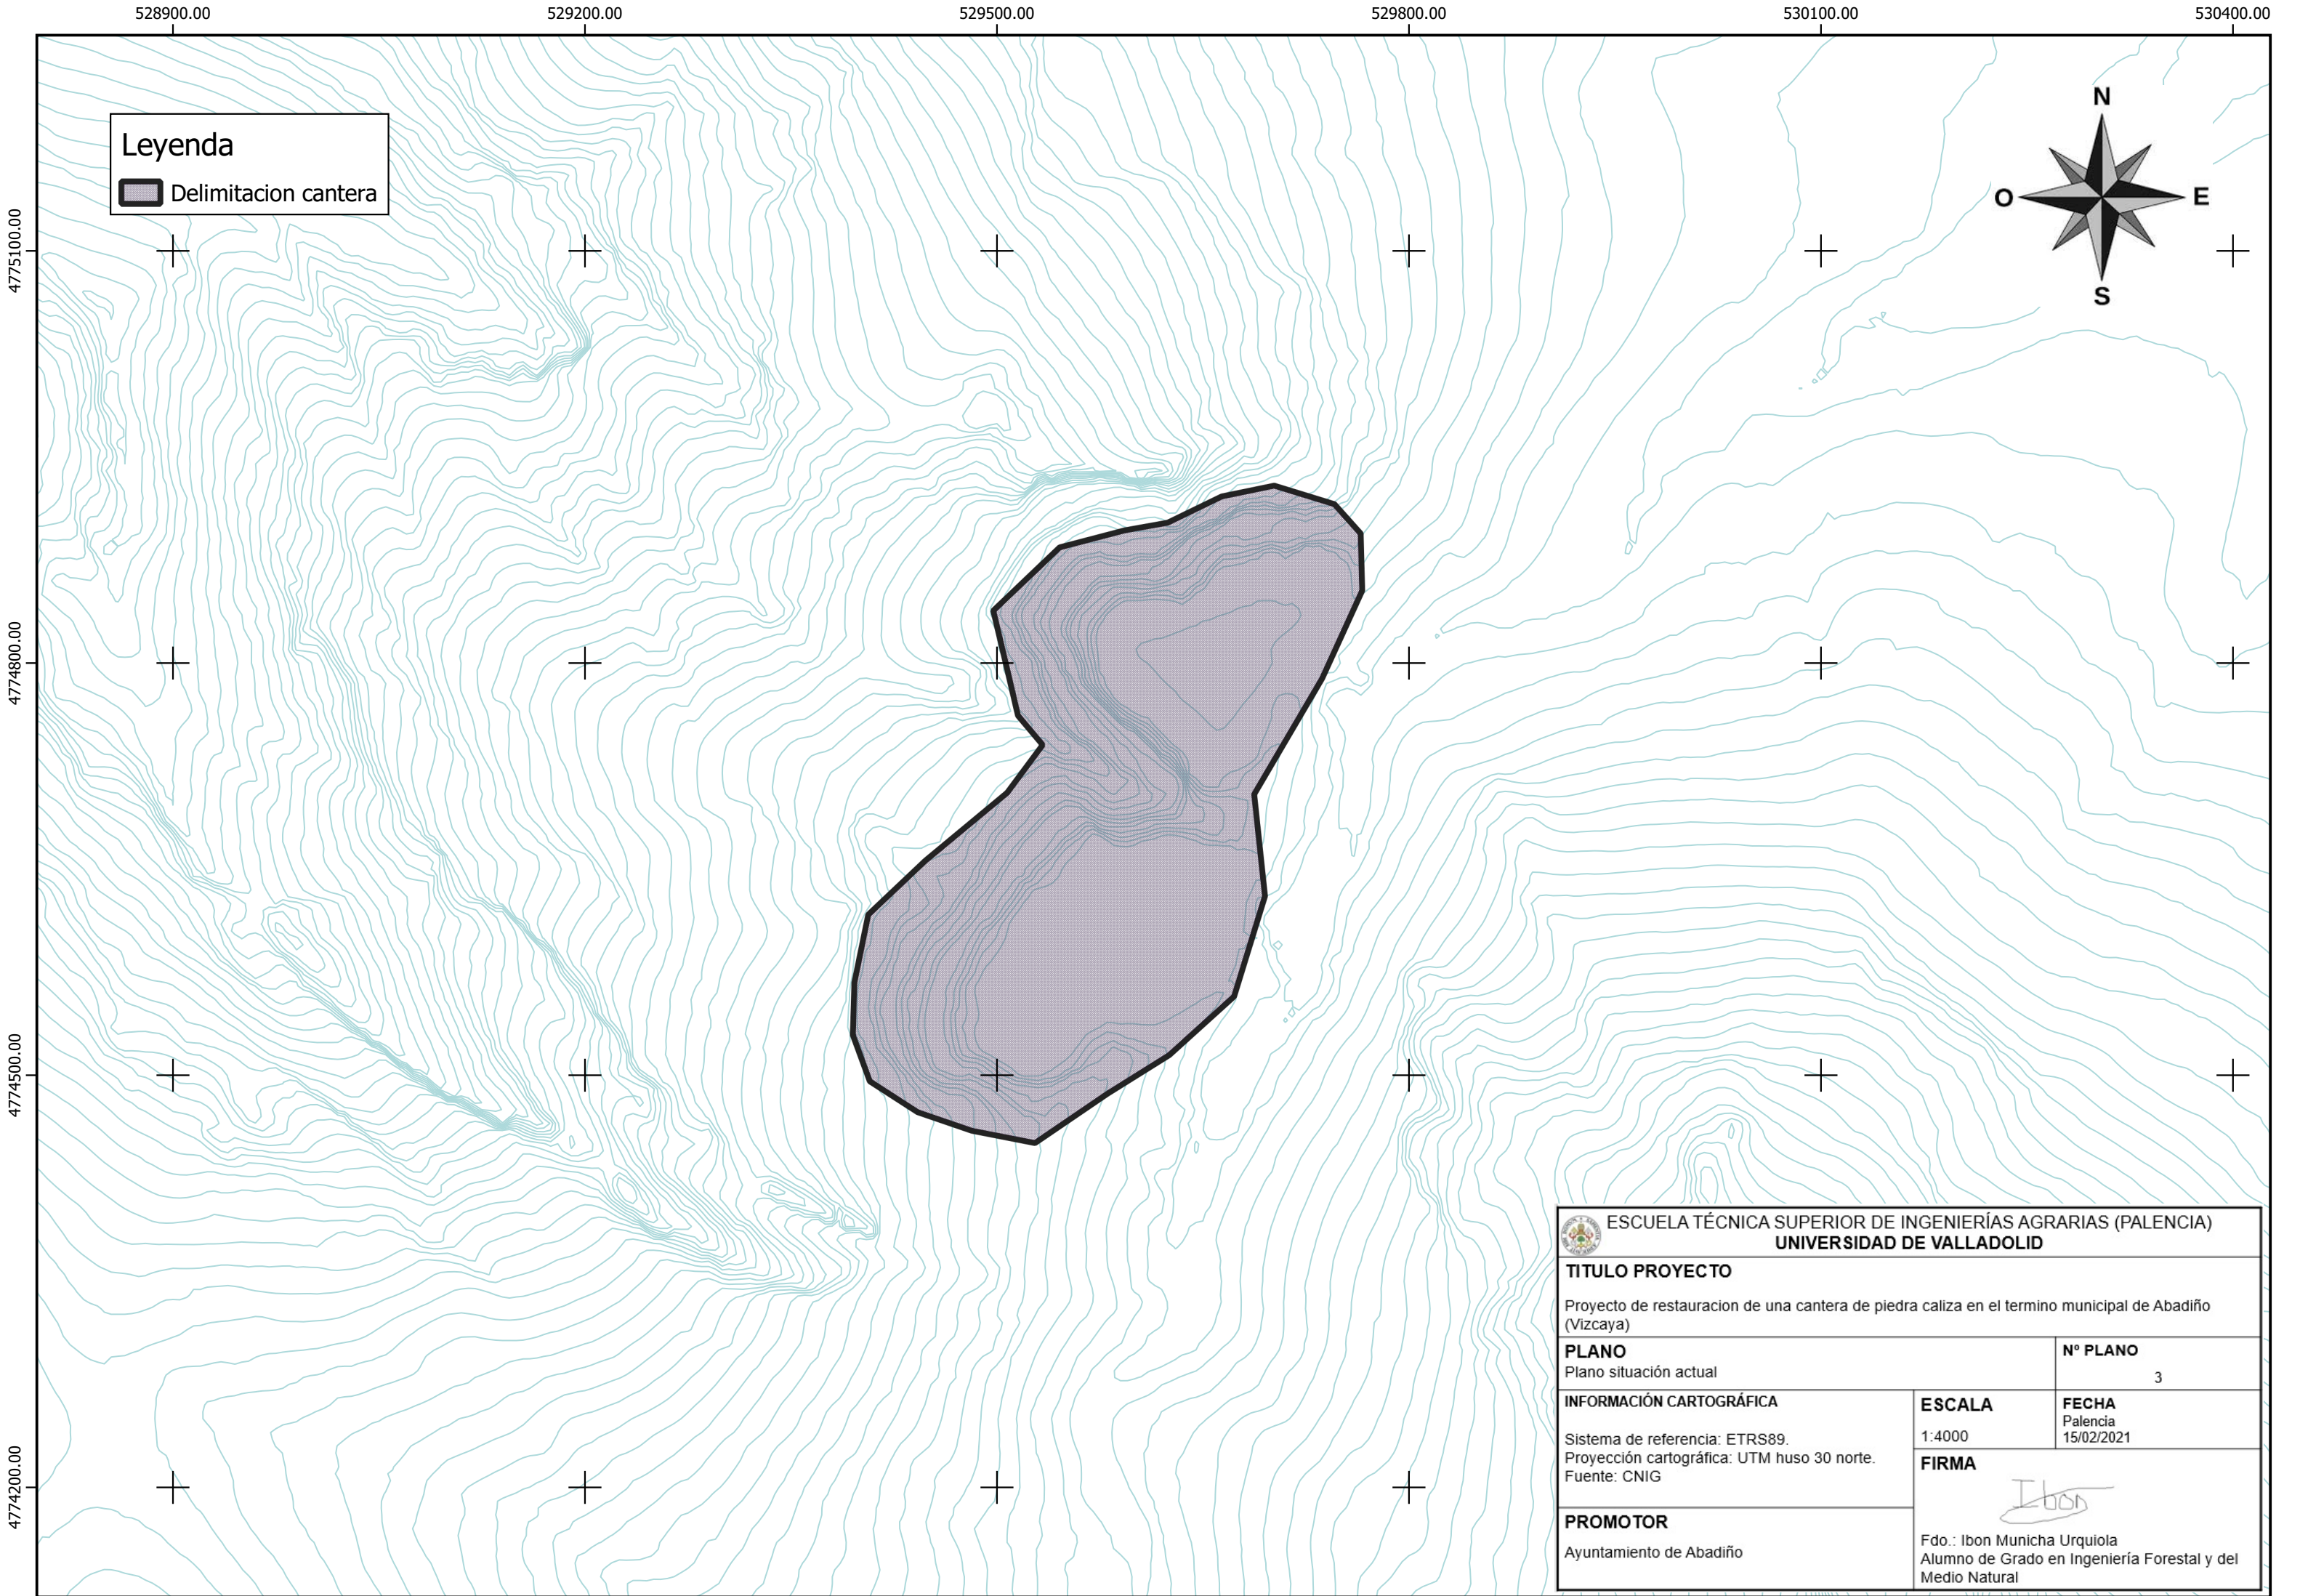 528900.00 529200.00 529500.00 529800.00 530100.00 530400.00
Leyenda
Delimitacion cantera
N
O E
S
4775100.00
4774800.00
4774500.00
4774200.00
ESCUELA TÉCNICA SUPERIOR DE INGENIERÍAS AGRARIAS (PALENCIA)
UNIVERSIDAD DE VALLADOLID
TITULO PROYECTO
Proyecto de restauracion de una cantera de piedra caliza en el termino municipal de Abadiño
(Vizcaya)
PLANO
Plano situación actual
Nº PLANO
3
INFORMACIÓN CARTOGRÁFICA
Sistema de referencia: ETRS89.
Proyección cartográfica: UTM huso 30 norte.
Fuente: CNIG
ESCALA
1:4000
FECHA
Palencia
15/02/2021
PROMOTOR
Ayuntamiento de Abadiño
FIRMA
Ibon
Fdo.: Ibon Municha Urquiola
Alumno de Grado en Ingeniería Forestal y del
Medio Natural